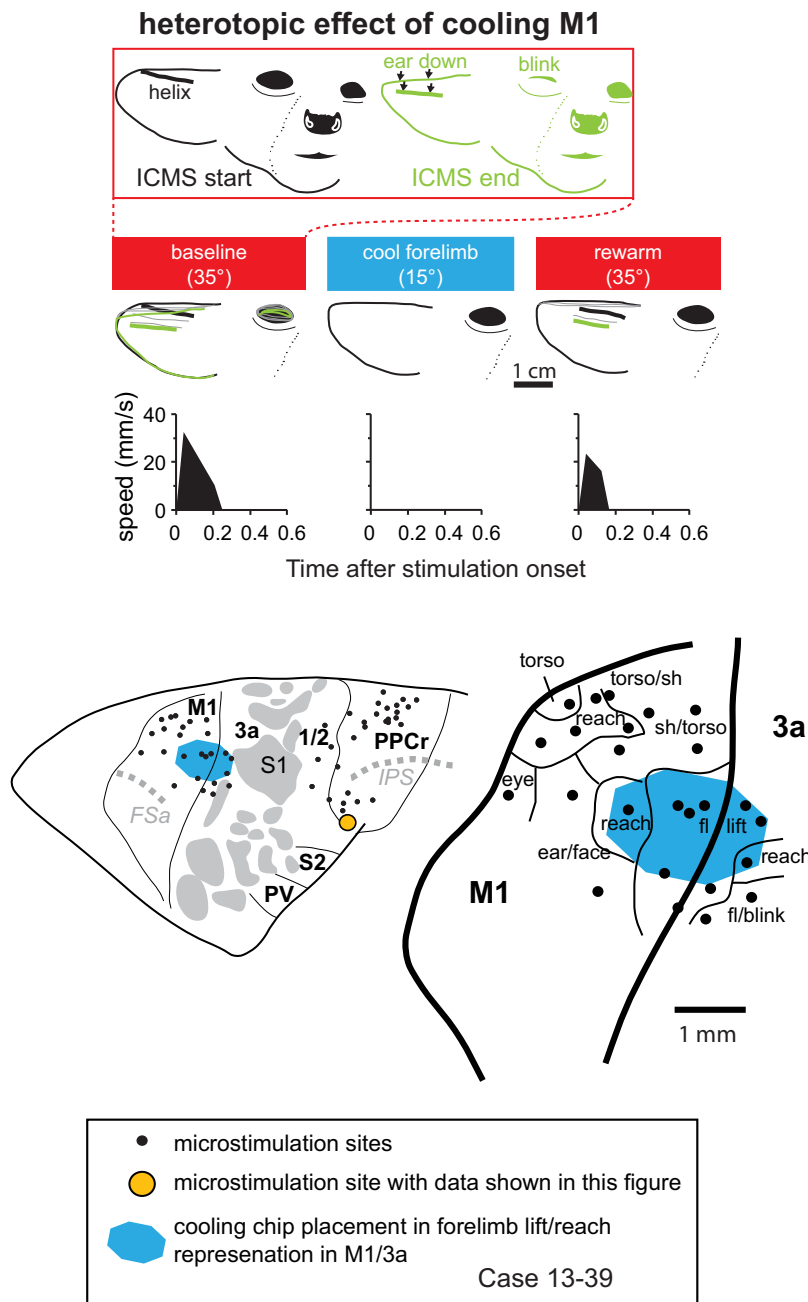 heterotopic effect of cooling M1
ear down
blink
helix
ICMS start
ICMS end
baseline
(35°)
cool forelimb
(15°)
rewarm
(35°)
1 cm
speed (mm/s)
40
20
0
0 0.2 0.4 0.6
0 0.2 0.4 0.6
0 0.2 0.4 0.6
Time after stimulation onset
M1
3a
1/2
PPCr
S1
IPS
FSa
S2
PV
torso
torso/sh
reach
sh/torso
3a
eye
reach
fl lift
ear/face
reach
M1
fl/blink
1 mm
microstimulation sites
microstimulation site with data shown in this figure
cooling chip placement in forelimb lift/reach
represenation in M1/3a
Case 13-39